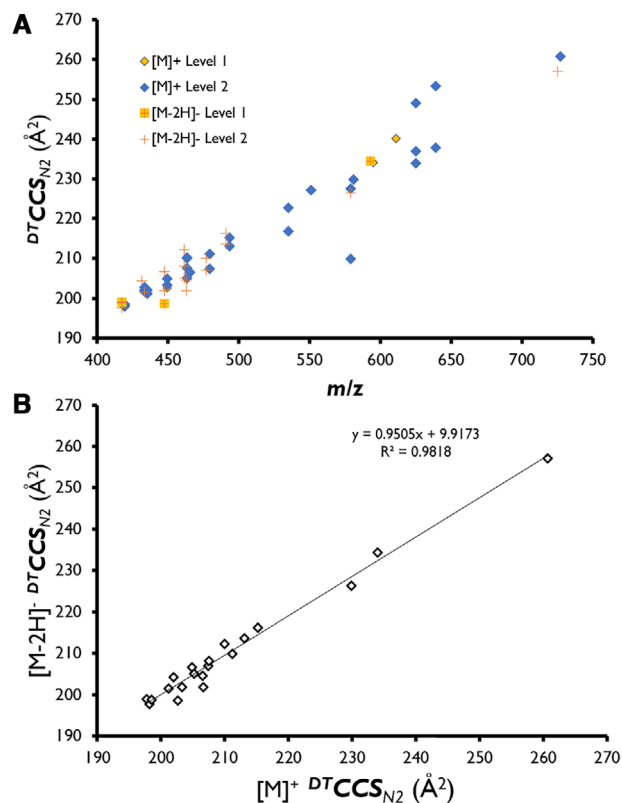 A
270
260
250
240
230
220
210
200
190
DTCCSN2 (Å2)
[M]+ Level 1
[M]+ Level 2
[M-2H]- Level 1
[M-2H]- Level 2
400 450 500 550 600 650 700 750
m/z
B
270
260
250
240
230
220
210
200
190
[M-2H]- DTCCSN2 (Å2)
y = 0.9505x + 9.9173
R² = 0.9818
190 200 210 220 230 240 250 260 270
[M]+ DTCCSN2 (Å2)